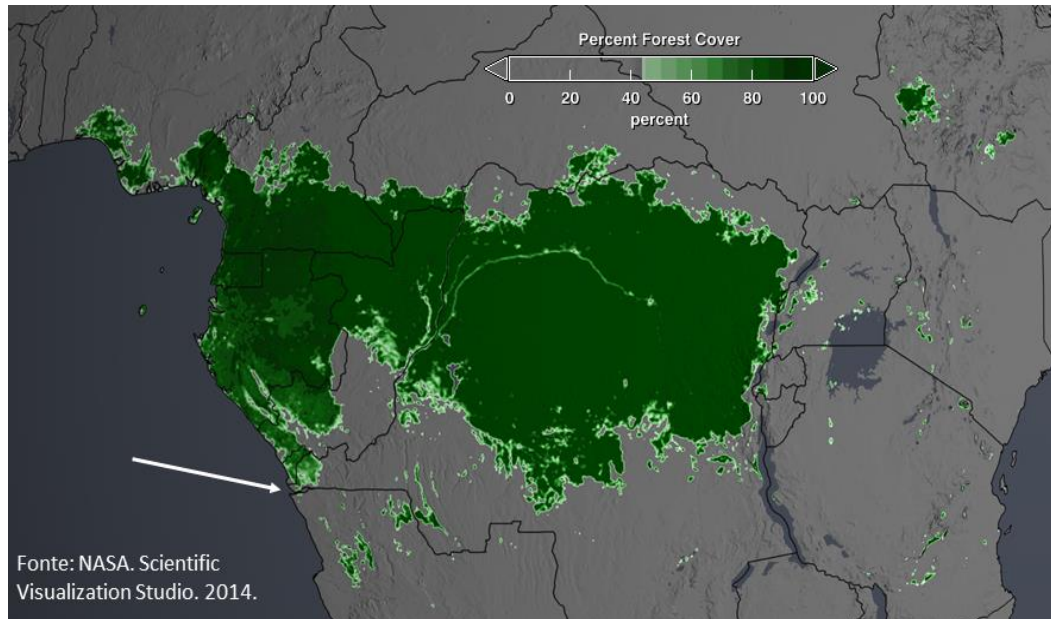 Percent Forest Cover
0 20 40 60 80 100
percent
Fonte: NASA. Scientific
Visualization Studio. 2014.